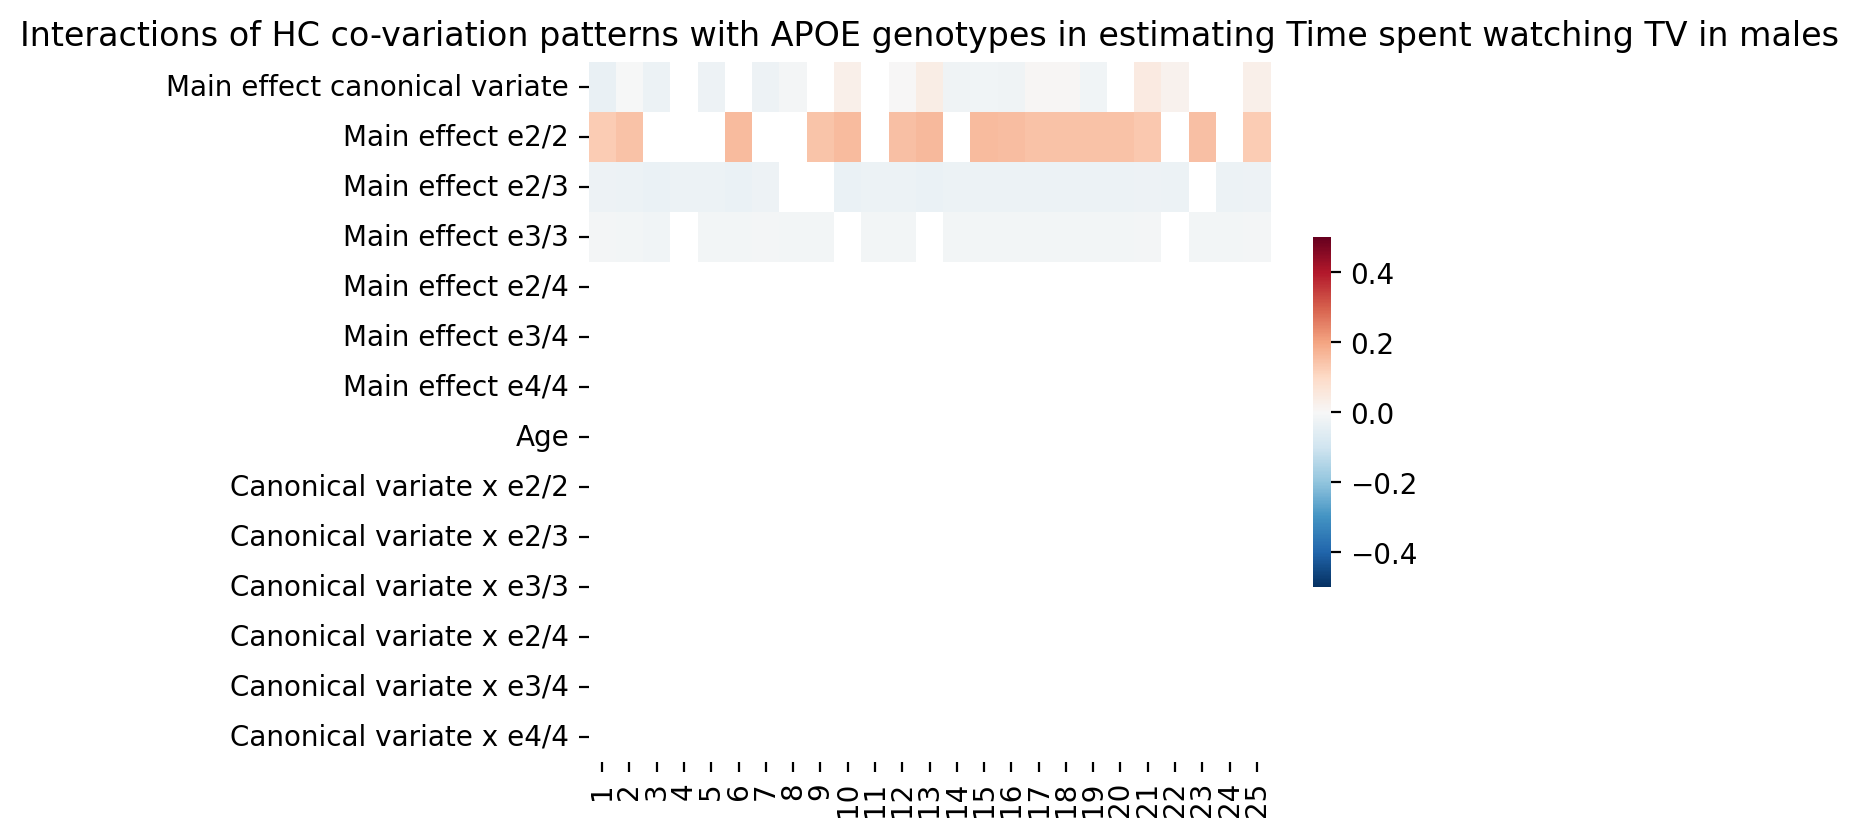 Interactions of HC co-variation patterns with APOE genotypes in estimating Time spent watching TV in males
Main effect canonical variate
Main effect e2/2
Main effect e2/3
Main effect e3/3
Main effect e2/4
Main effect e3/4
Main effect e4/4
Age
Canonical variate x e2/2
Canonical variate x e2/3
Canonical variate x e3/3
Canonical variate x e2/4
Canonical variate x e3/4
Canonical variate x e4/4
1 2 3 4 5 6 7 8 9 10 11 12 13 14 15 16 17 18 19 20 21 22 23 24 25
0.4
0.2
0.0
−0.2
−0.4